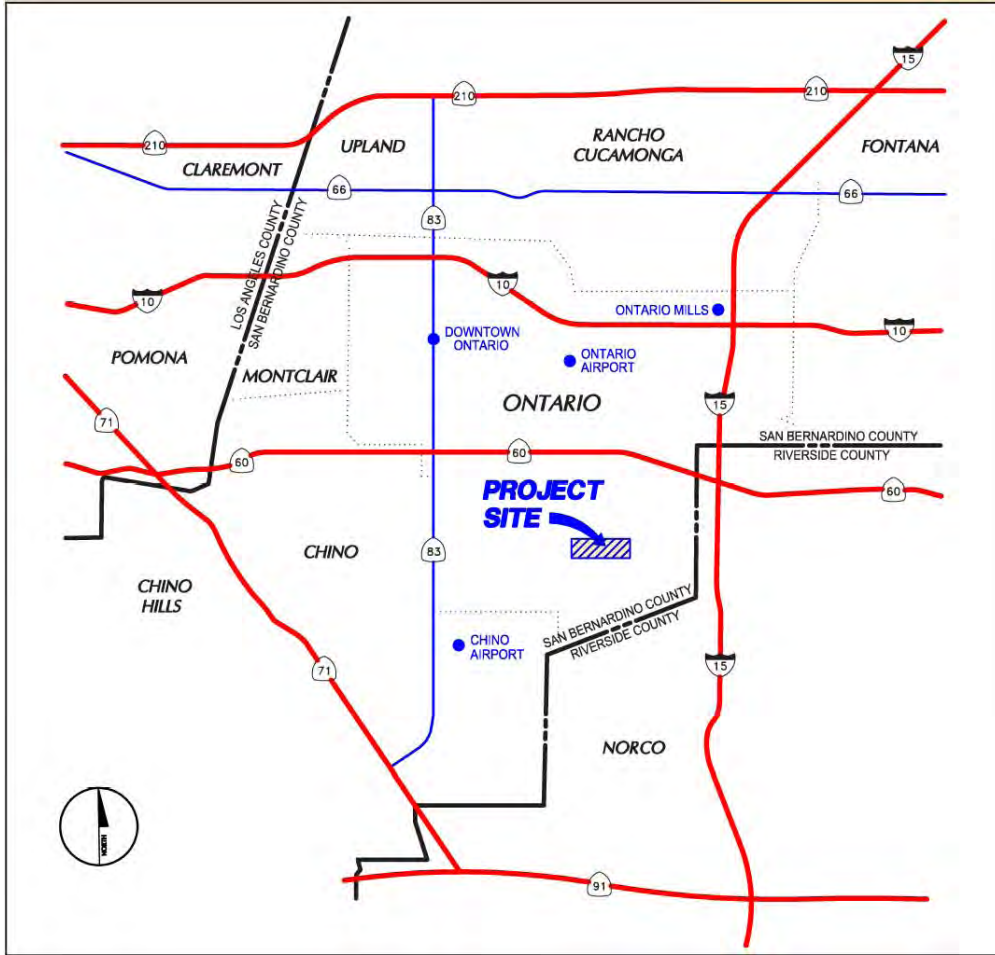 15
210
210
210
RANCHO
CUCAMONGA
UPLAND
FONTANA
CLAREMONT
66
66
83
LOS ANGELES COUNTY
SAN BERNARDINO COUNTY
10
10
10
ONTARIO MILLS
DOWNTOWN
ONTARIO
POMONA
ONTARIO
AIRPORT
MONTCLAIR
ONTARIO
15
71
SAN BERNARDINO COUNTY
RIVERSIDE COUNTY
60
60
60
PROJECT
SITE
CHINO
83
CHINO
HILLS
SAN BERNARDINO COUNTY
RIVERSIDE COUNTY
CHINO
AIRPORT
71
15
NORCO
NORTH
91